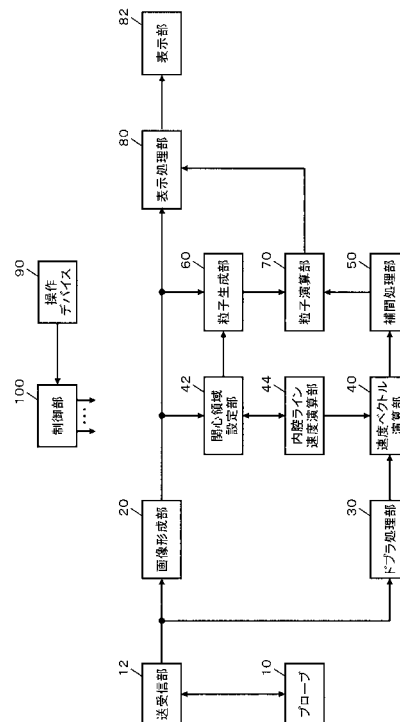 90
操作
デバイス
100
制御部
・・・
12
送受信部
10
プローブ
20
画像形成部
30
ドプラ処理部
42
関心領域
設定部
44
内腔ライン
速度演算部
40
速度ベクトル
演算部
60
粒子生成部
70
粒子演算部
50
補間処理部
80
表示処理部
82
表示部